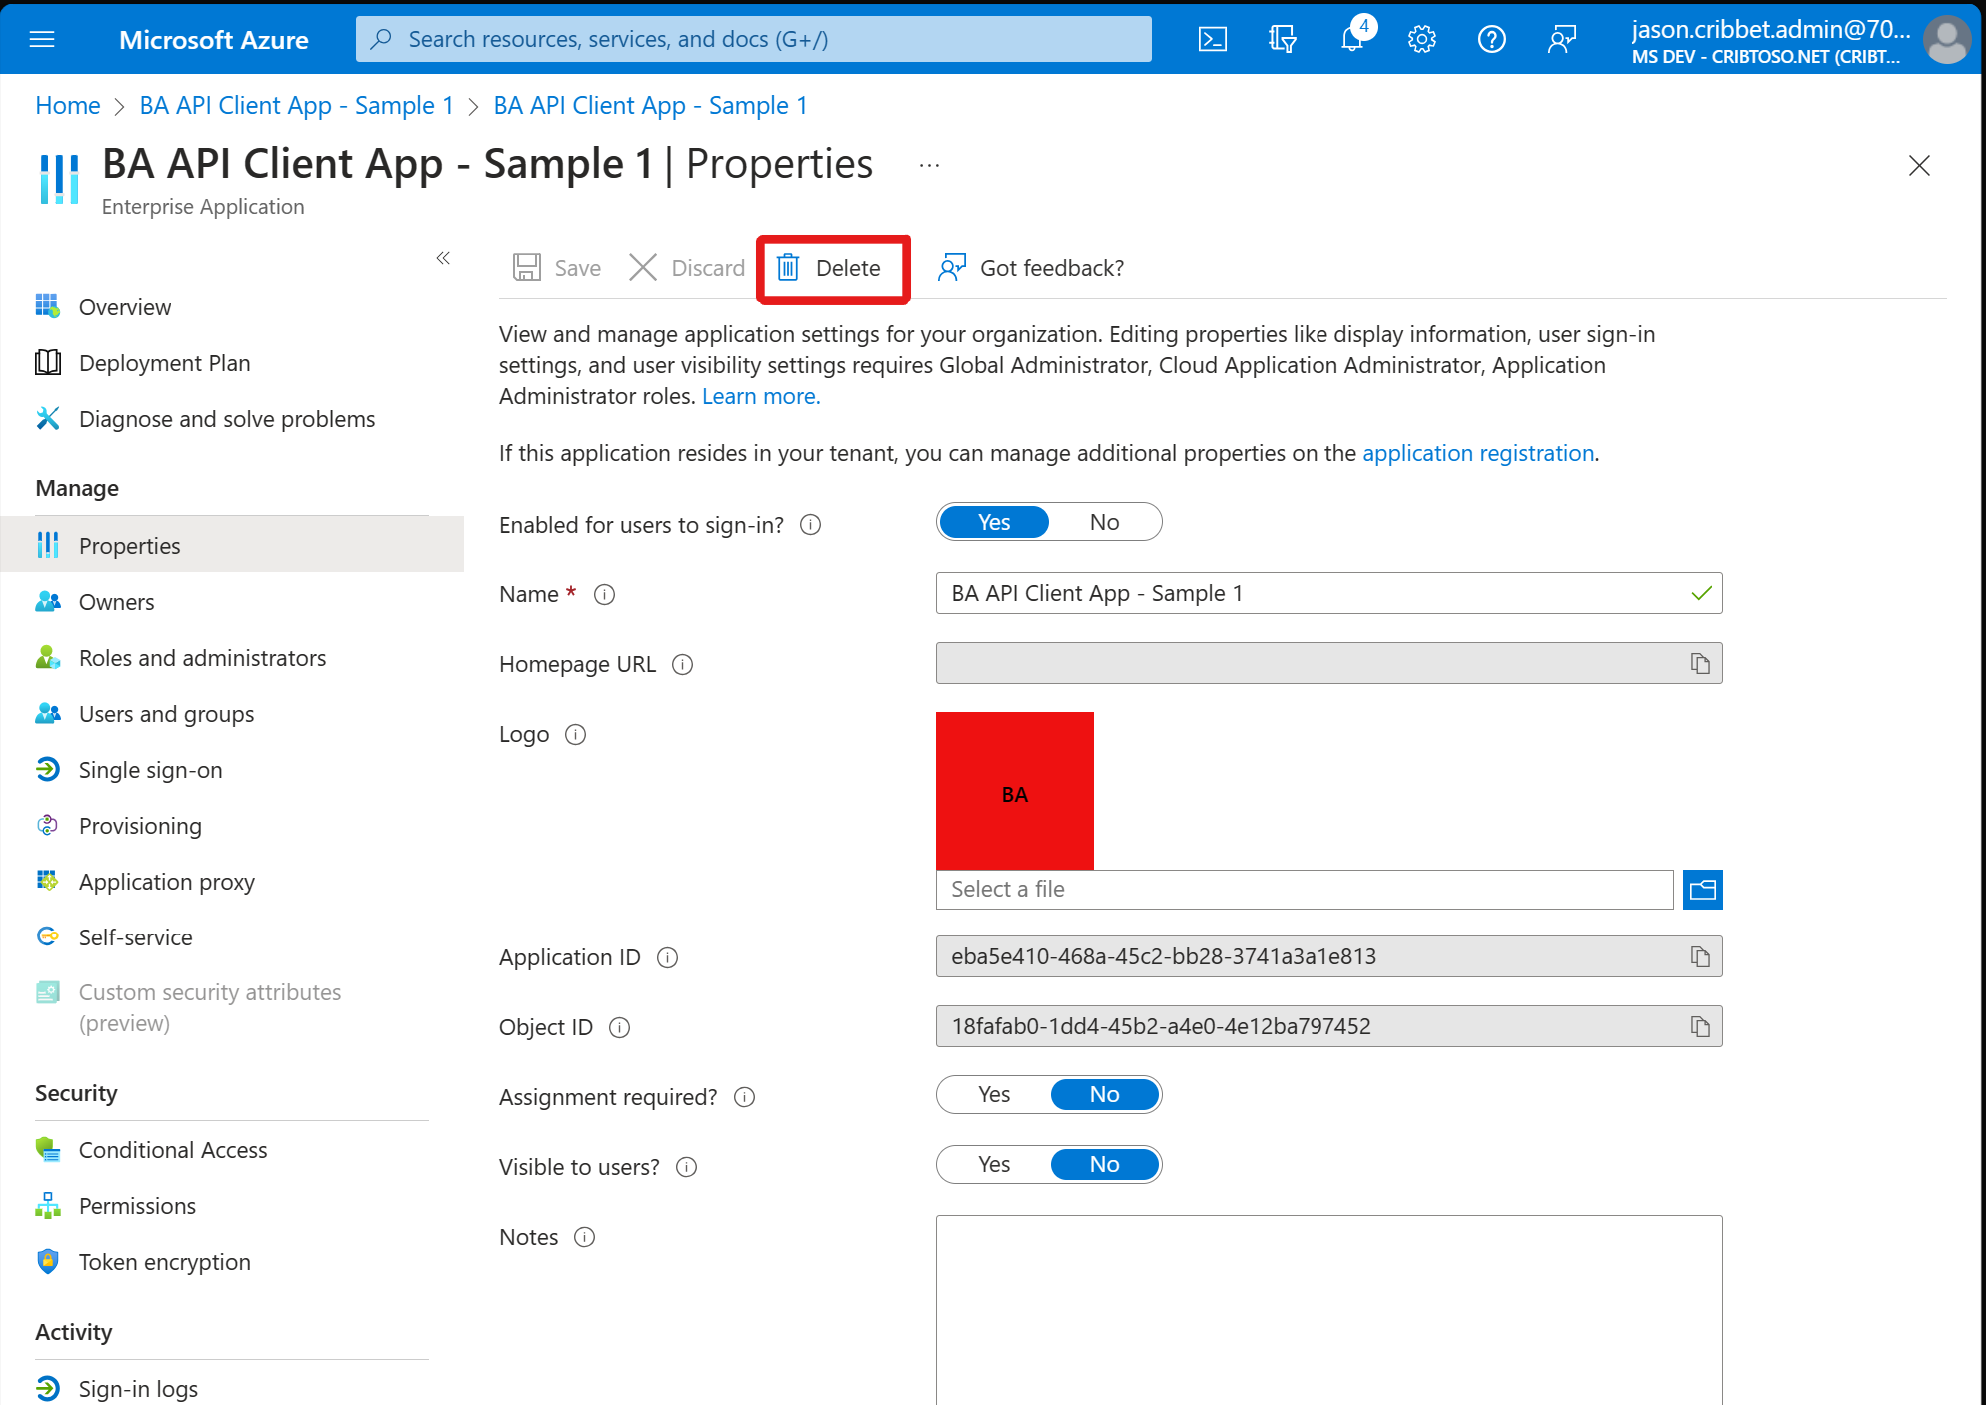 Microsoft Azure
Search resources, services, and docs (G+/)
4
jason.cribbet.admin@70...
MS DEV - CRIBTOSO.NET (CRIBT...
Home > BA API Client App - Sample 1 > BA API Client App - Sample 1
BA API Client App - Sample 1 | Properties ...
Enterprise Application
Save
Discard
Delete
Got feedback?
Overview
Deployment Plan
Diagnose and solve problems
Manage
Properties
Owners
Roles and administrators
Users and groups
Single sign-on
Provisioning
Application proxy
Self-service
Custom security attributes
(preview)
Security
Conditional Access
Permissions
Token encryption
Activity
Sign-in logs
View and manage application settings for your organization. Editing properties like display information, user sign-in
settings, and user visibility settings requires Global Administrator, Cloud Application Administrator, Application
Administrator roles. Learn more.
If this application resides in your tenant, you can manage additional properties on the application registration.
Enabled for users to sign-in? Yes No
Name * BA API Client App - Sample 1
Homepage URL
Logo
BA
Select a file
Application ID eba5e410-468a-45c2-bb28-3741a3a1e813
Object ID 18fafab0-1dd4-45b2-a4e0-4e12ba797452
Assignment required? Yes No
Visible to users? Yes No
Notes